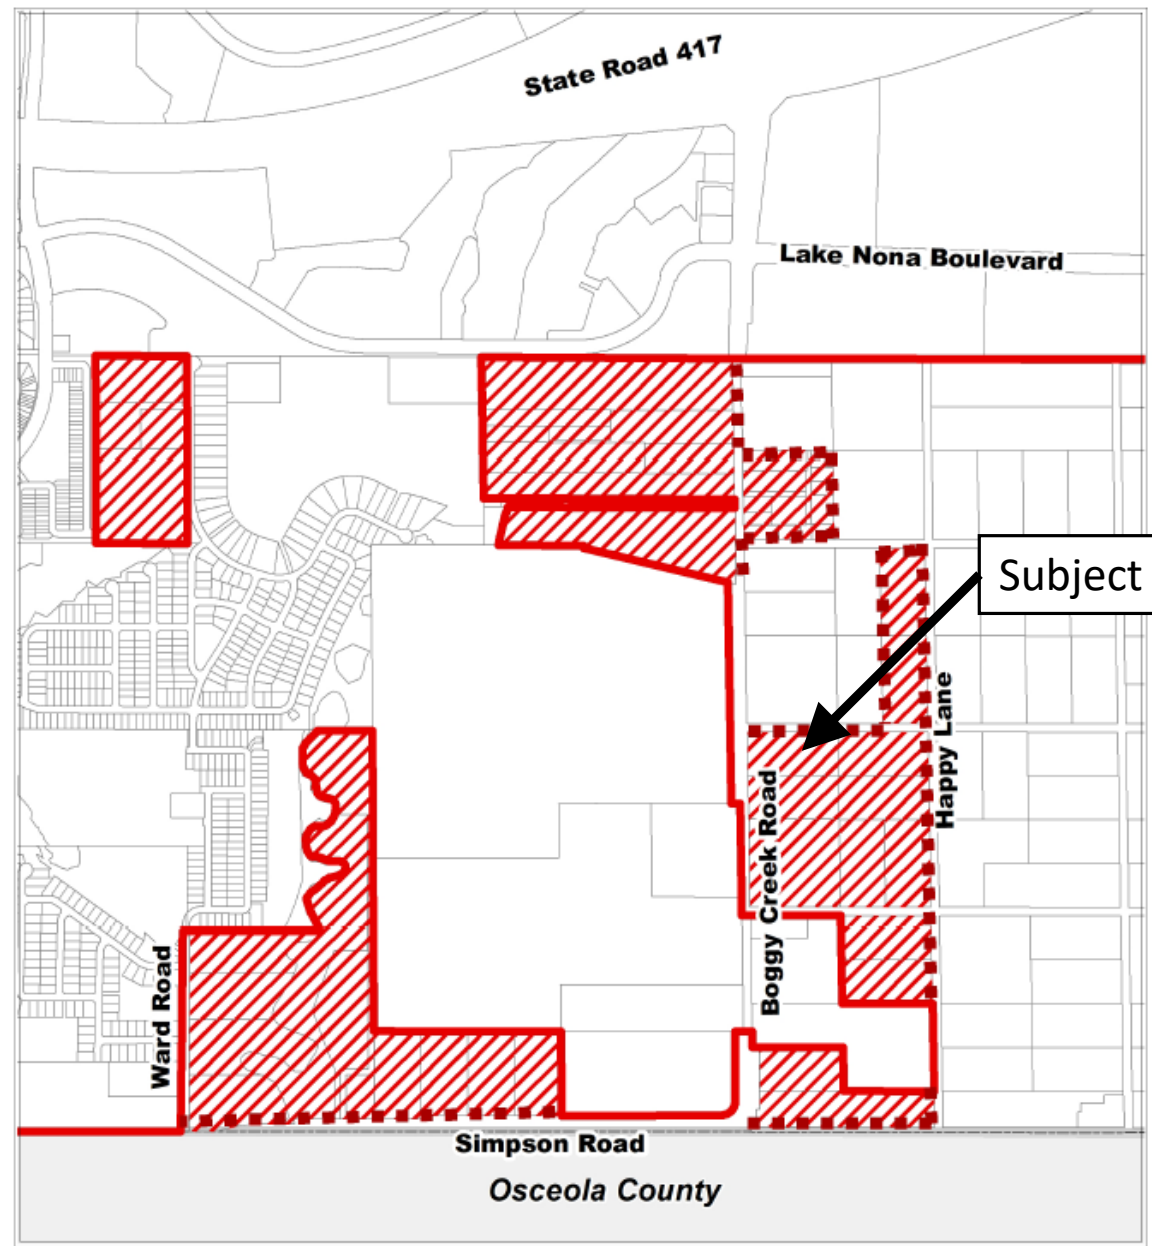 State Road 417
Lake Nona Boulevard
Subject
Happy Lane
Boggy Creek Road
Ward Road
Simpson Road
Osceola County